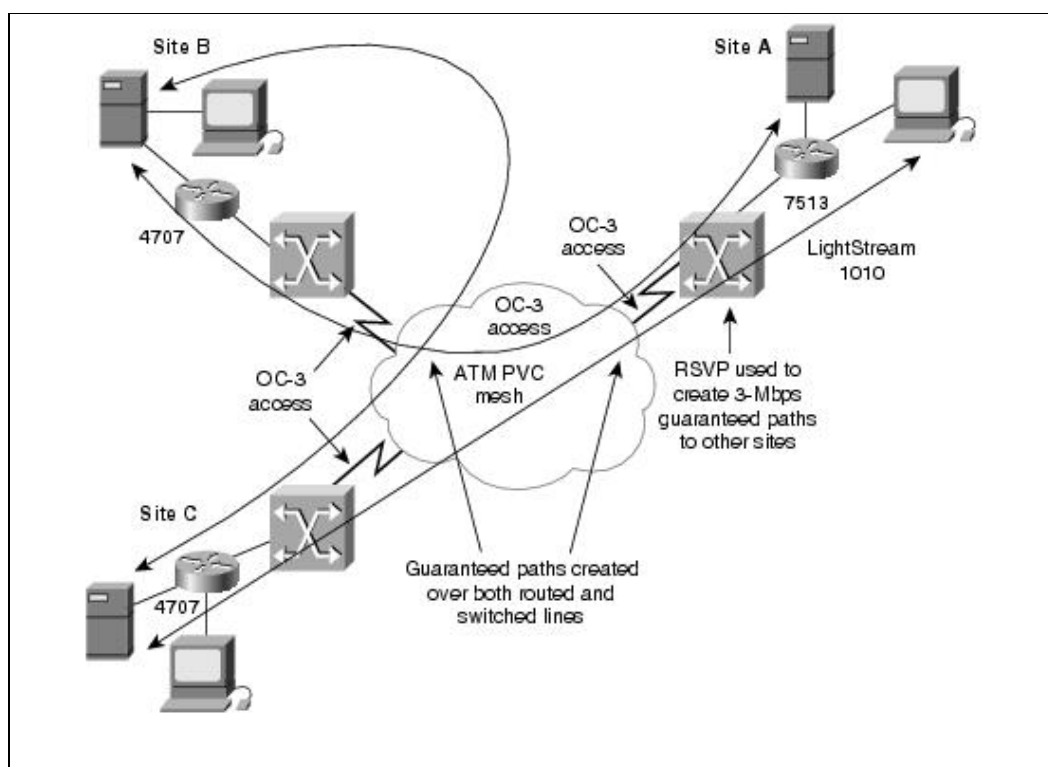 Site B
Site A
4707
7513
OC-3
access
LightStream
1010
OC-3
access
OC-3
access
ATM PVC
mesh
RSVP used to
create 3-Mbps
guaranteed paths
to other sites
Site C
4707
Guaranteed paths created
over both routed and
switched lines